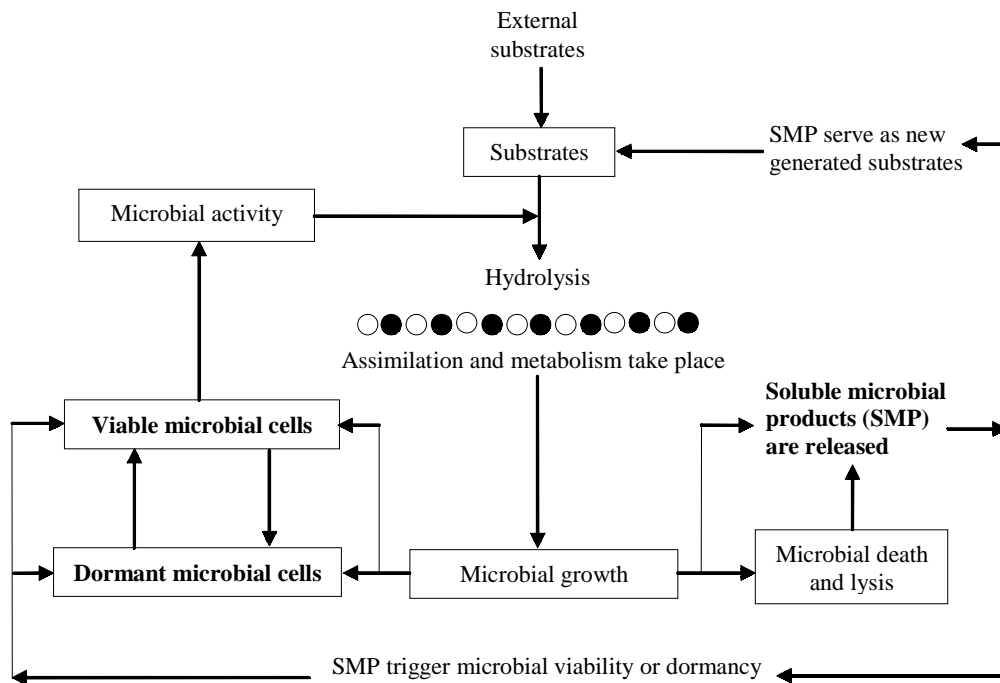 External
substrates
Substrates
SMP serve as new
generated substrates
Microbial activity
Hydrolysis
Assimilation and metabolism take place
Viable microbial cells
Soluble microbial
products (SMP)
are released
Dormant microbial cells
Microbial growth
Microbial death
and lysis
SMP trigger microbial viability or dormancy